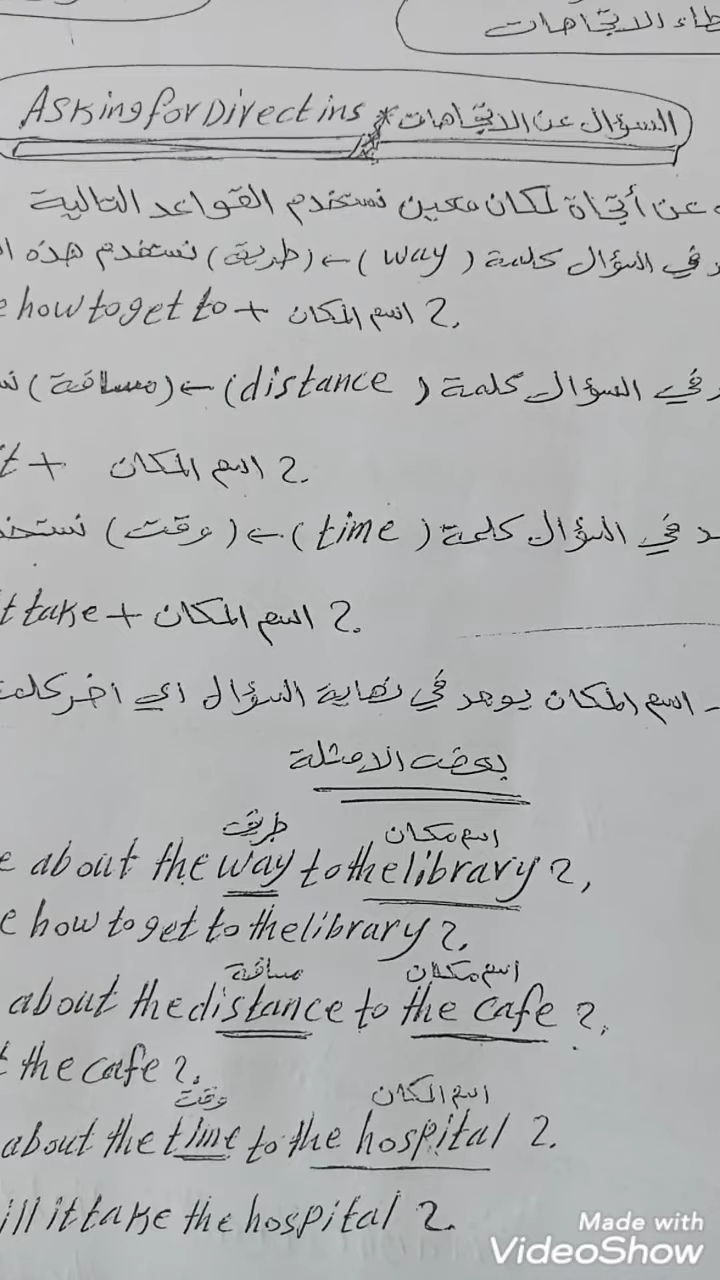 طاء الاتجاهات
السؤال عن الاتجاهات * Asking for Directins
عن أتجاة لمكان معين نستخدم القواعد التالية
في السؤال كلمة (way) ← (طريق) نستخدم هذه
e how to get to + اسم المكان ?.
في السؤال كلمة (distance) ← (مسافة)
t + اسم المكان ?.
د في السؤال كلمة (time) ← (وقت) نستخد
t take + اسم المكان ?.
- اسم المكان يوجد في نهاية السؤال اي اخر كلمة
بعض الامثلة
طريق اسم مكان
e about the way to the library ?,
e how to get to the library ?.
مسافة اسم مكان
about the distance to the cafe ?,
t the cafe ?.
وقت اسم المكان
about the time to the hospital ?.
ill it take the hospital ?.
Made with
VideoShow